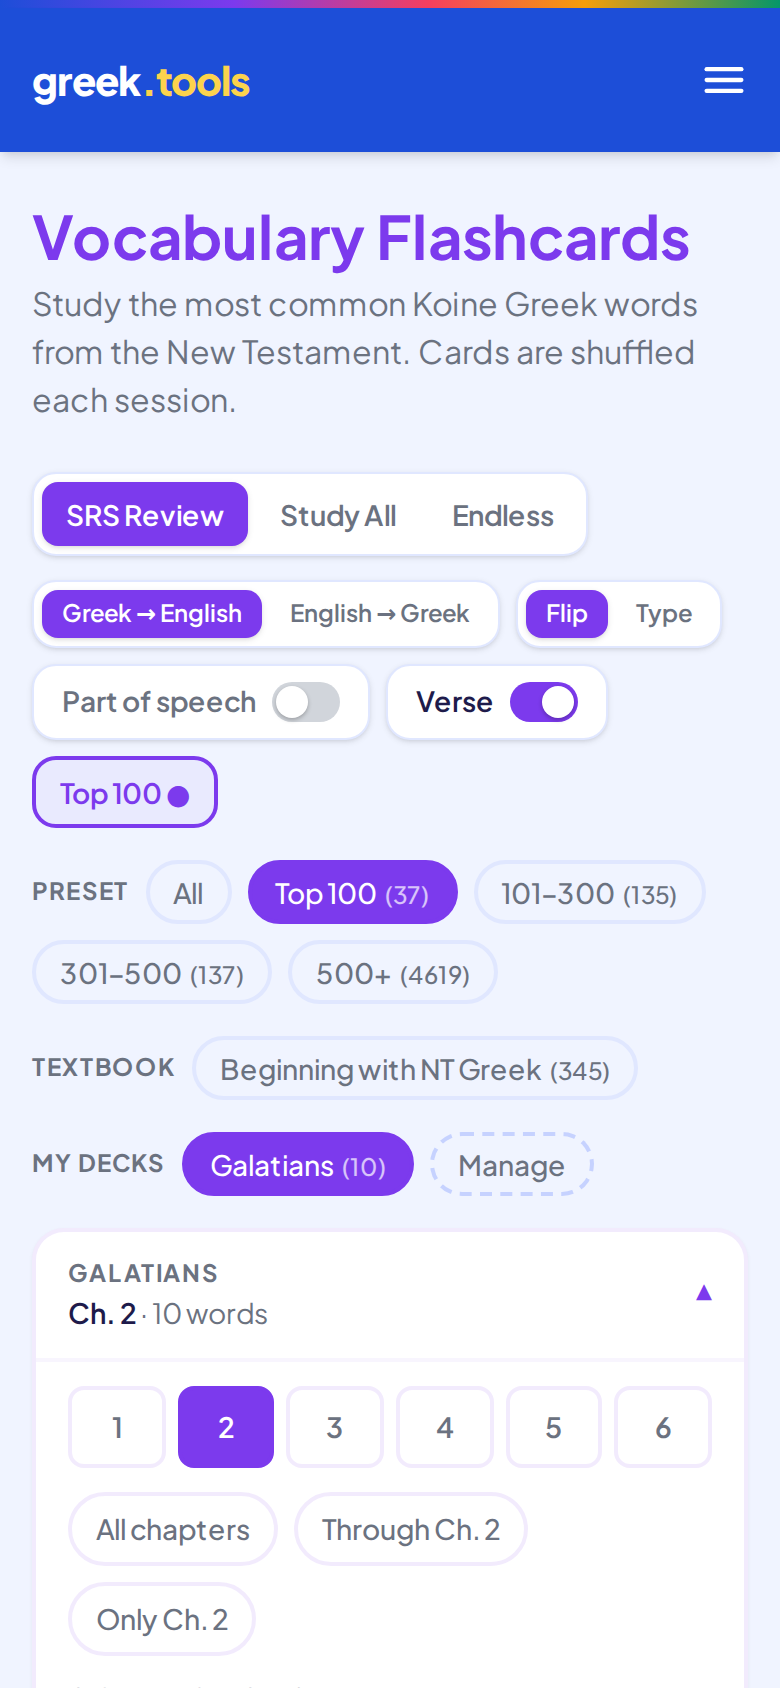 greek.tools
Vocabulary Flashcards
Study the most common Koine Greek words
from the New Testament. Cards are shuffled
each session.
SRS Review Study All Endless
Greek → English English → Greek Flip Type
Part of speech Verse
Top 100
PRESET All Top 100 (37) 101–300 (135)
301–500 (137) 500+ (4619)
TEXTBOOK Beginning with NT Greek (345)
MY DECKS Galatians (10) Manage
GALATIANS
Ch. 2 · 10 words
1 2 3 4 5 6
All chapters Through Ch. 2
Only Ch. 2